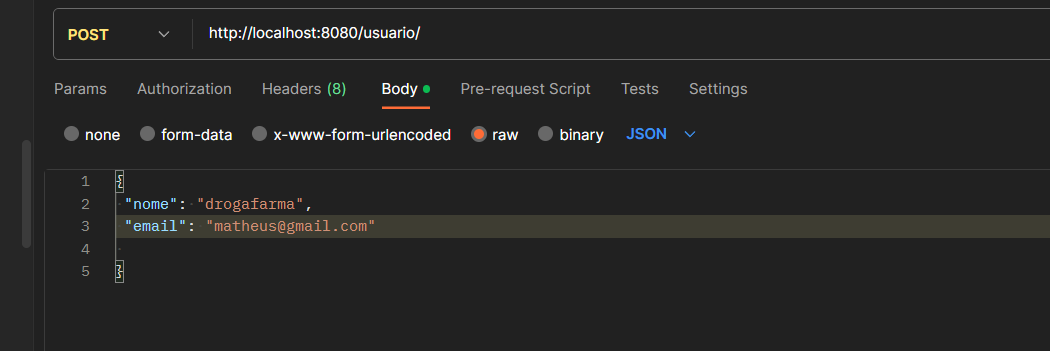 POST http://localhost:8080/usuario/
Params Authorization Headers (8) Body Pre-request Script Tests Settings
none form-data x-www-form-urlencoded raw binary JSON
1 {
2 "nome": "drogafarma",
3 "email": "matheus@gmail.com"
4
5 }